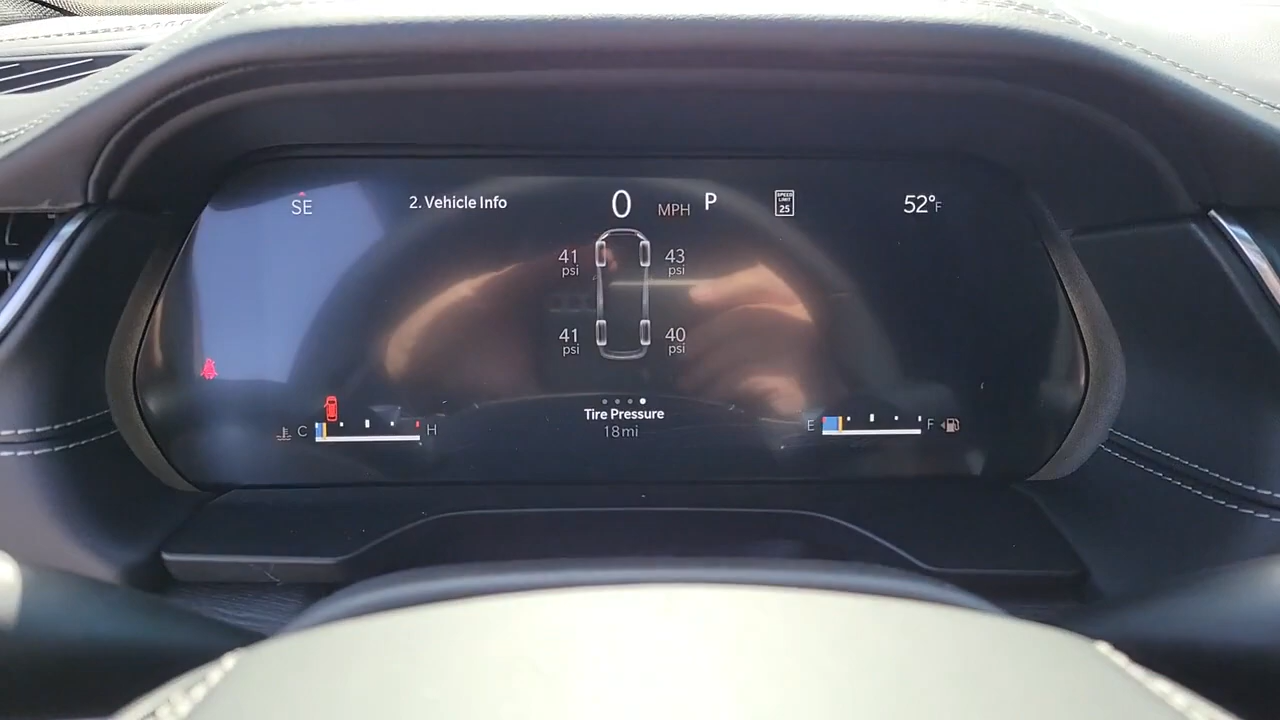 SE
2. Vehicle Info
0 MPH
P
SPEED LIMIT 25
52°F
41 psi
43 psi
41 psi
40 psi
Tire Pressure
18mi
C H
E F